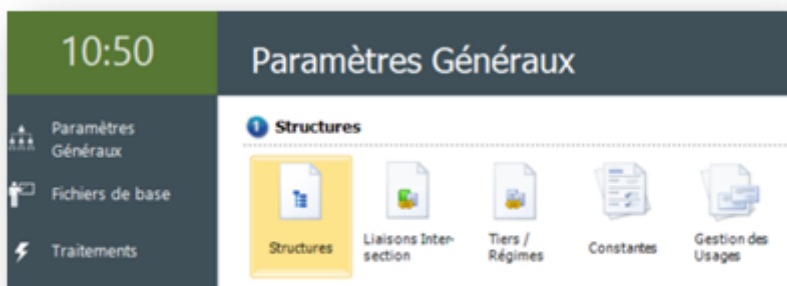 10:50
Paramètres Généraux
Paramètres
Généraux
Fichiers de base
Traitements
1 Structures
Structures
Liaisons Inter-
section
Tiers /
Régimes
Constantes
Gestion des
Usages